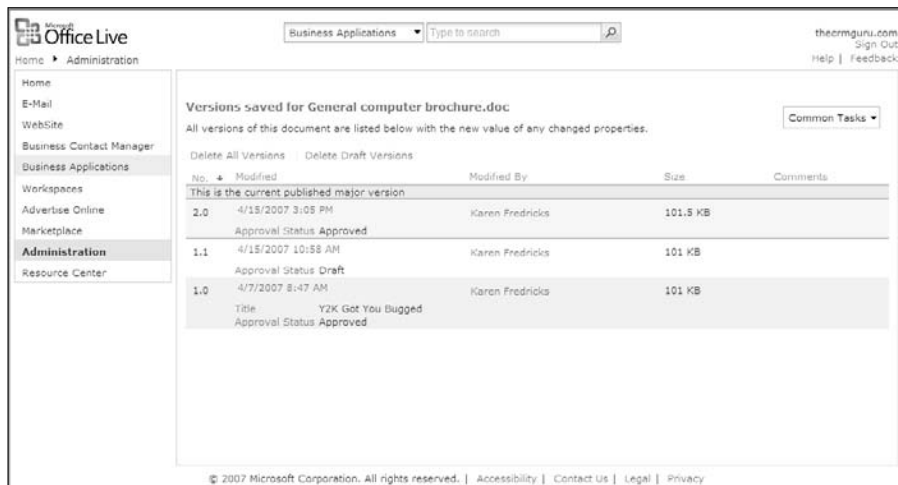 Microsoft
Office Live
Business Applications
Type to search
thecrmguru.com
Sign Out
Help | Feedback
Home ▸ Administration
Home
E-Mail
WebSite
Business Contact Manager
Business Applications
Workspaces
Advertise Online
Marketplace
Administration
Resource Center
Versions saved for General computer brochure.doc
Common Tasks
All versions of this document are listed below with the new value of any changed properties.
Delete All Versions | Delete Draft Versions
No. Modified Modified By Size Comments
This is the current published major version
2.0 4/15/2007 3:05 PM Karen Fredricks 101.5 KB
Approval Status Approved
1.1 4/15/2007 10:58 AM Karen Fredricks 101 KB
Approval Status Draft
1.0 4/7/2007 8:47 AM Karen Fredricks 101 KB
Title Y2K Got You Bugged
Approval Status Approved
© 2007 Microsoft Corporation. All rights reserved. | Accessibility | Contact Us | Legal | Privacy